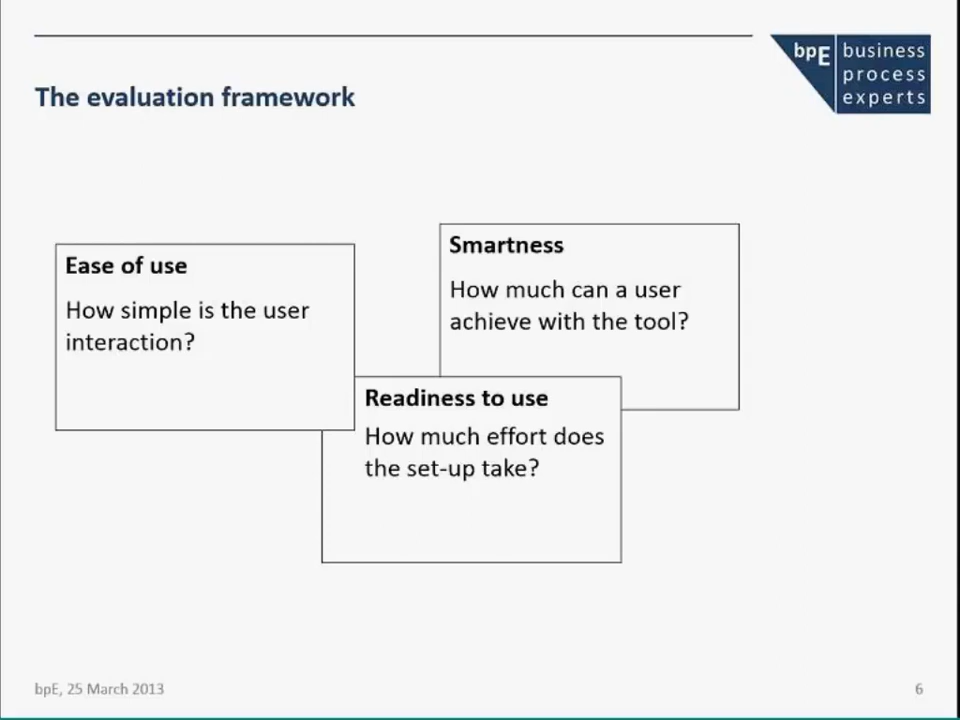 bpE business
process
experts
The evaluation framework
Ease of use
How simple is the user
interaction?
Smartness
How much can a user
achieve with the tool?
Readiness to use
How much effort does
the set-up take?
bpE, 25 March 2013
6